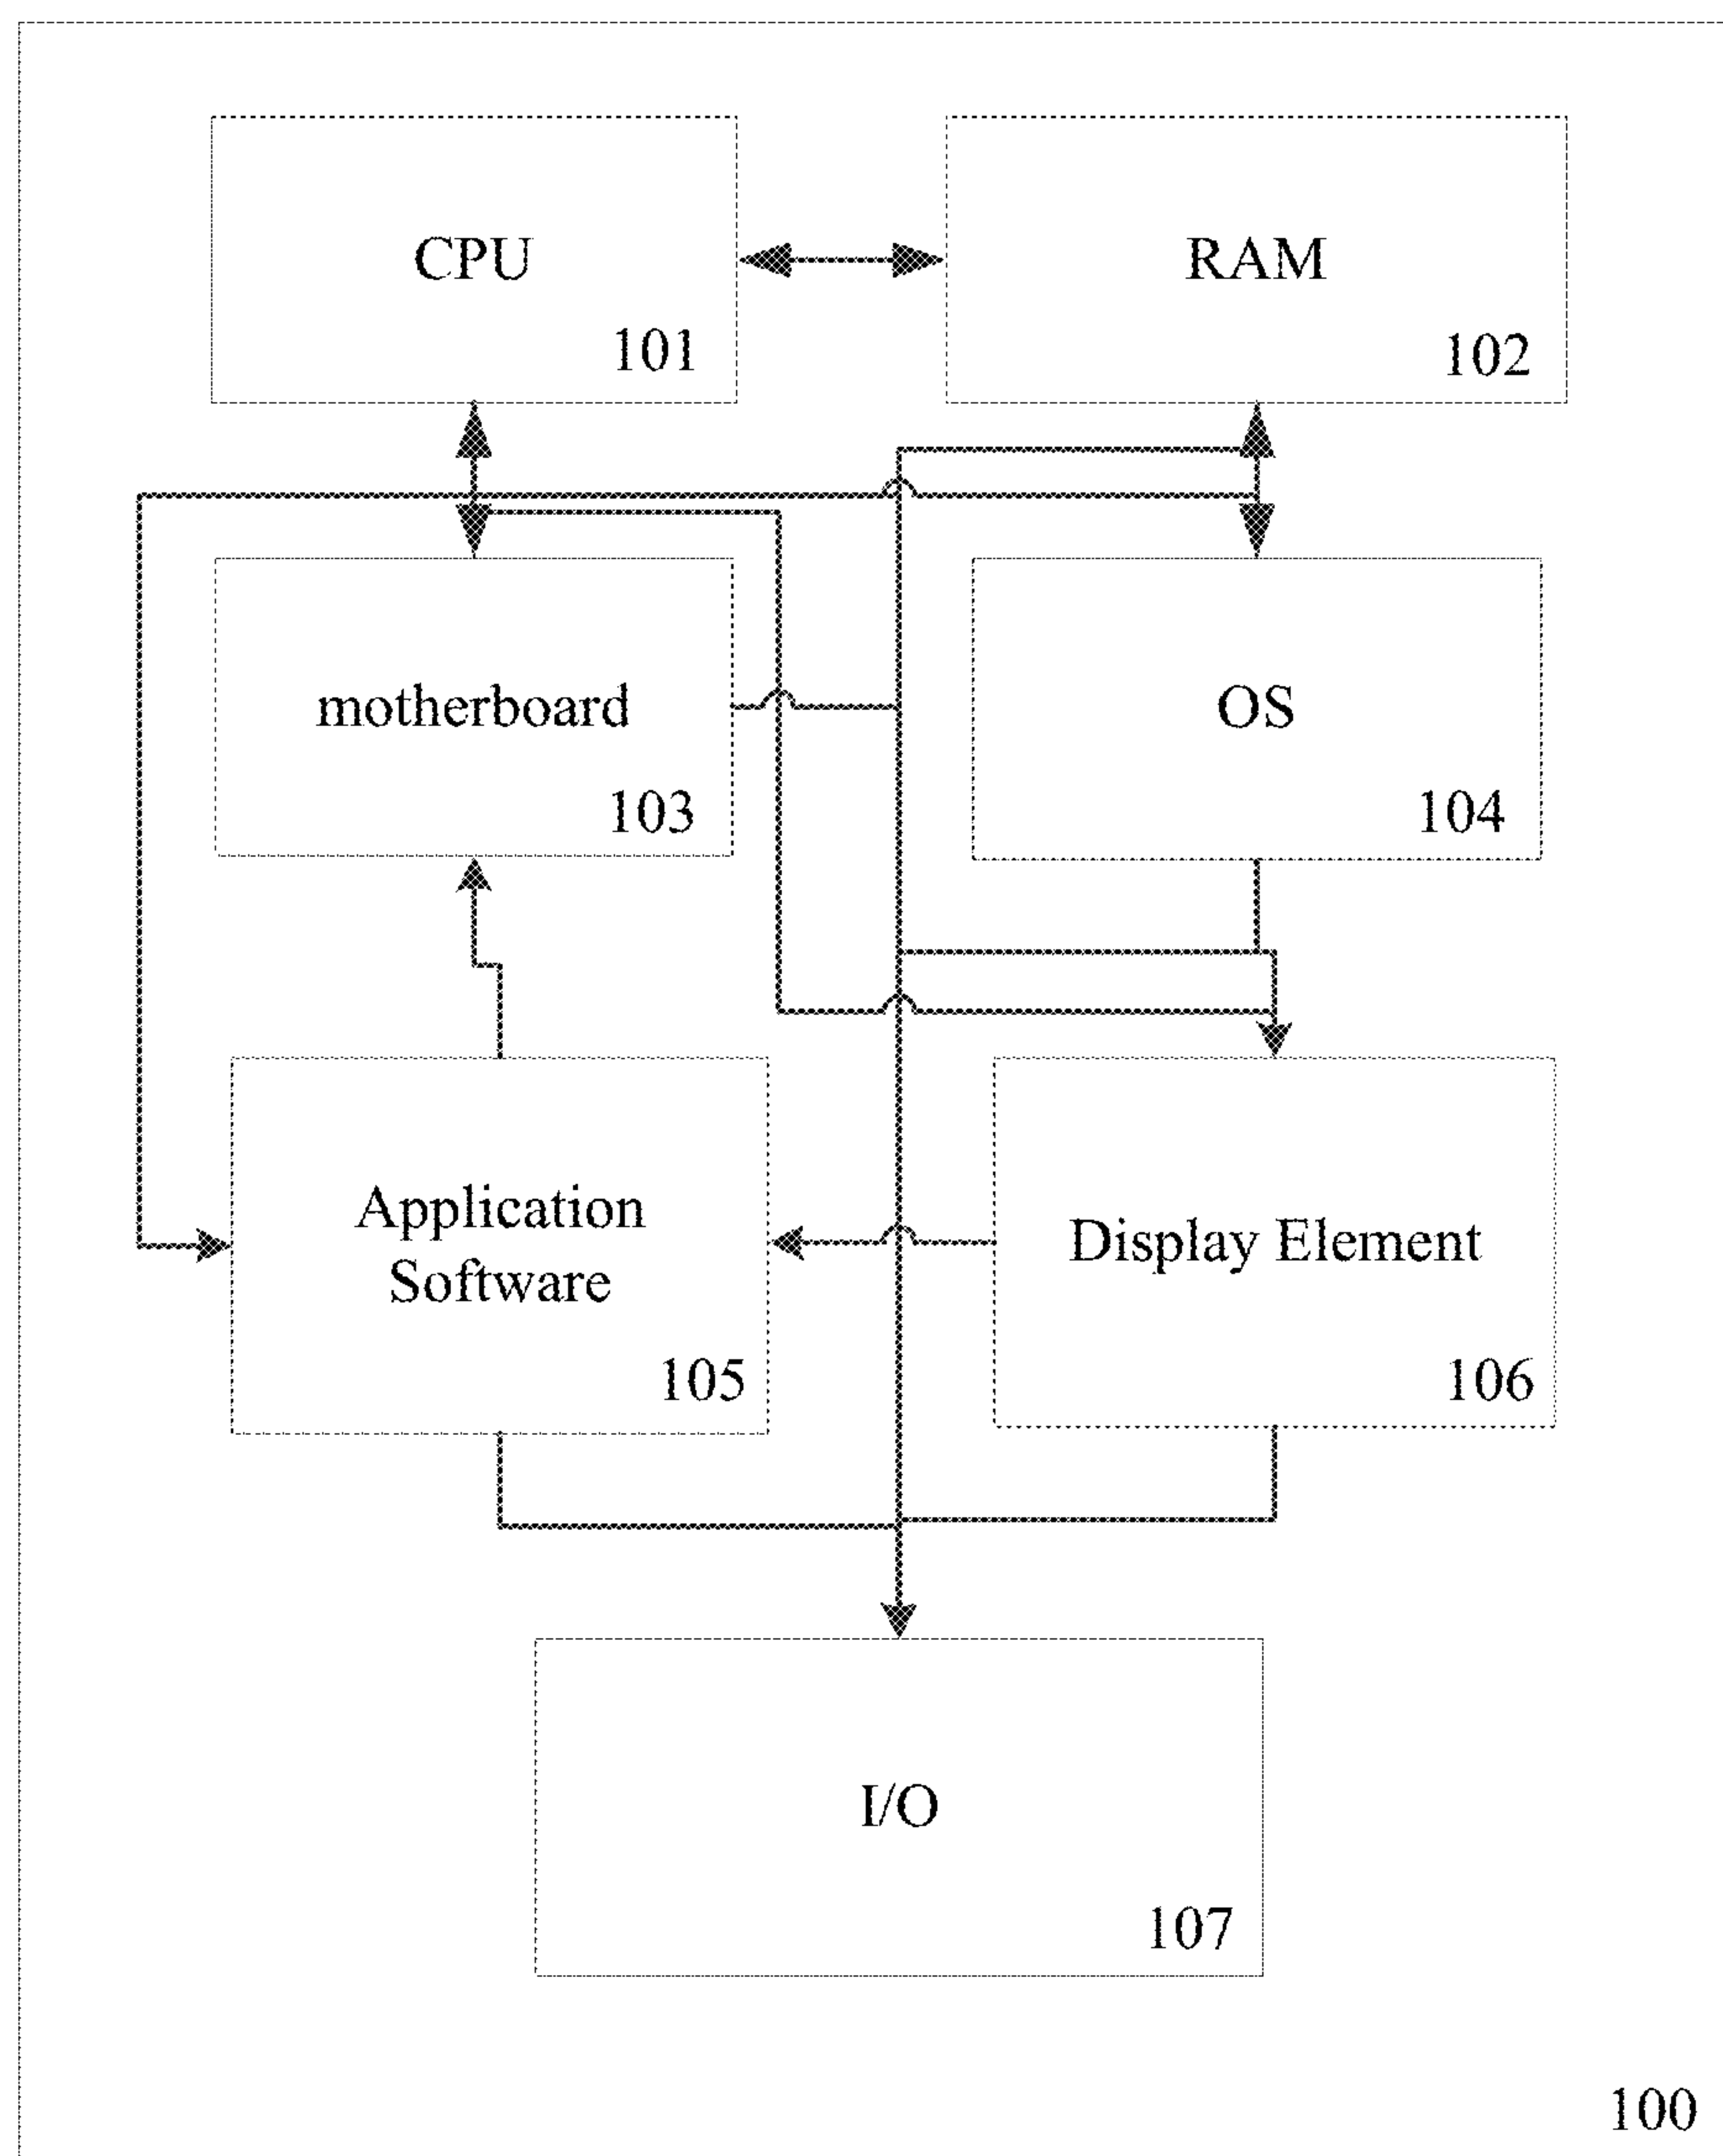 CPU
101
RAM
102
motherboard
103
OS
104
Application
Software
105
Display Element
106
I/O
107
100